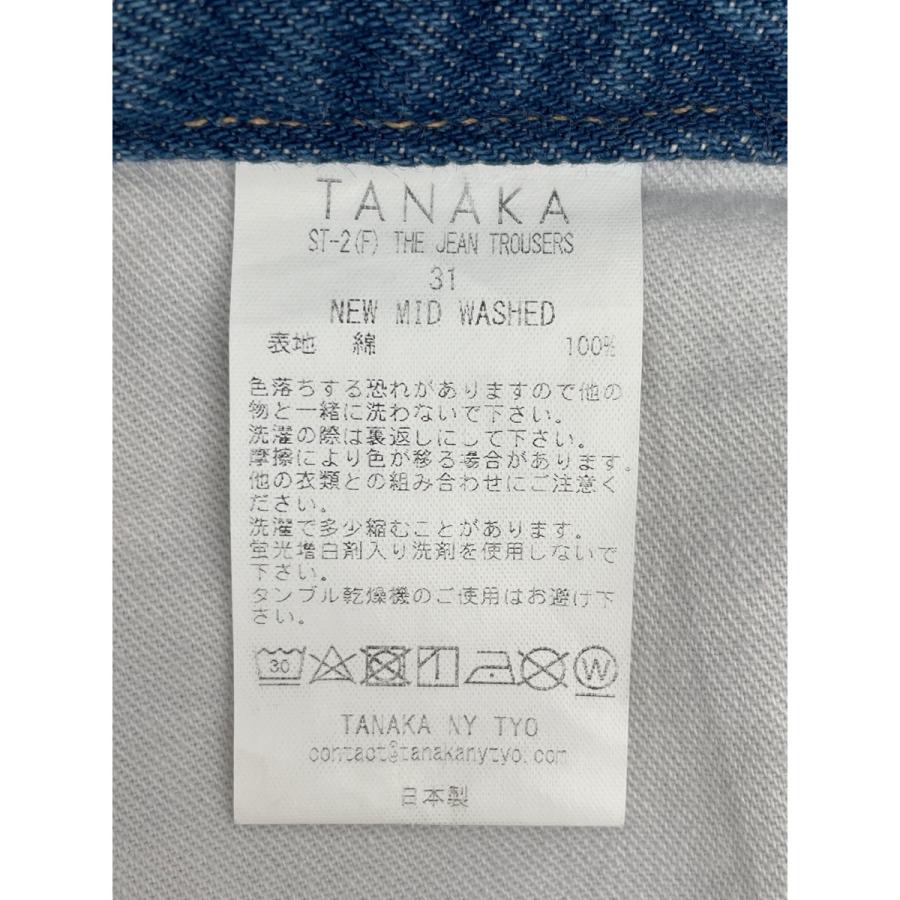 TANAKA
ST-2(F) THE JEAN TROUSERS
31
NEW MID WASHED
表地 綿 100%
色落ちする恐れがありますので他の
物と一緒に洗わないで下さい。
洗濯の際は裏返しにして下さい。
摩擦により色が移る場合があります。
他の衣類との組み合わせにご注意く
ださい。
洗濯で多少縮むことがあります。
蛍光増白剤入り洗剤を使用しないで
下さい。
タンブル乾燥機のご使用はお避け下
さい。
30 W
TANAKA NY TYO
contact@tanakanytyo.com
日本製